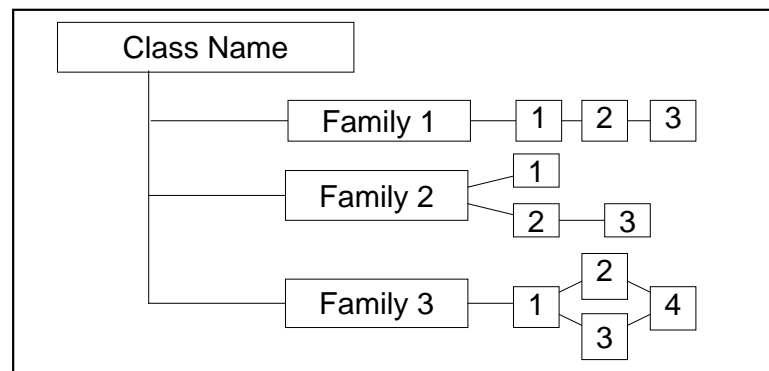 Class Name
Family 1 1 2 3
Family 2 1
2 3
Family 3 1 2 4
3